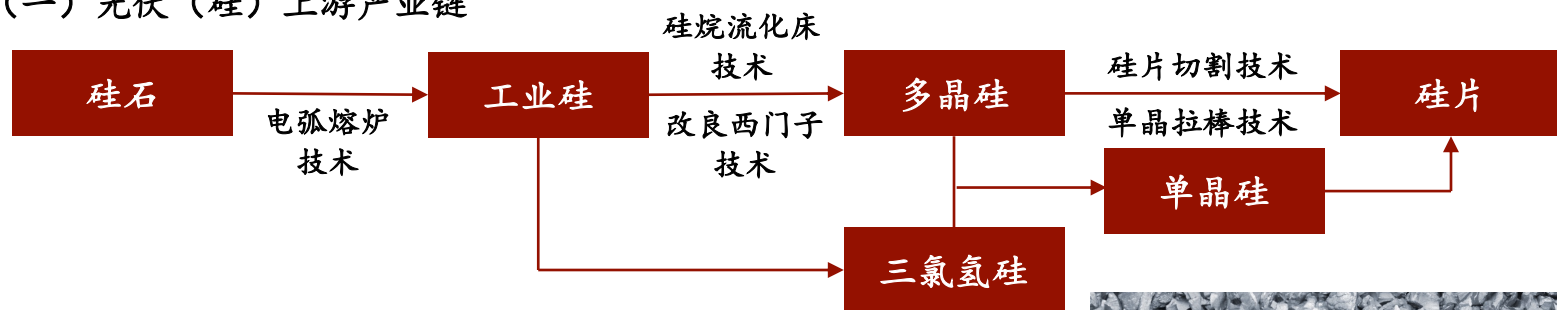 （一）光伏（硅）上游产业链
硅石
电弧熔炉
技术
工业硅
硅烷流化床
技术
改良西门子
技术
多晶硅
硅片切割技术
单晶拉棒技术
硅片
单晶硅
三氯氢硅